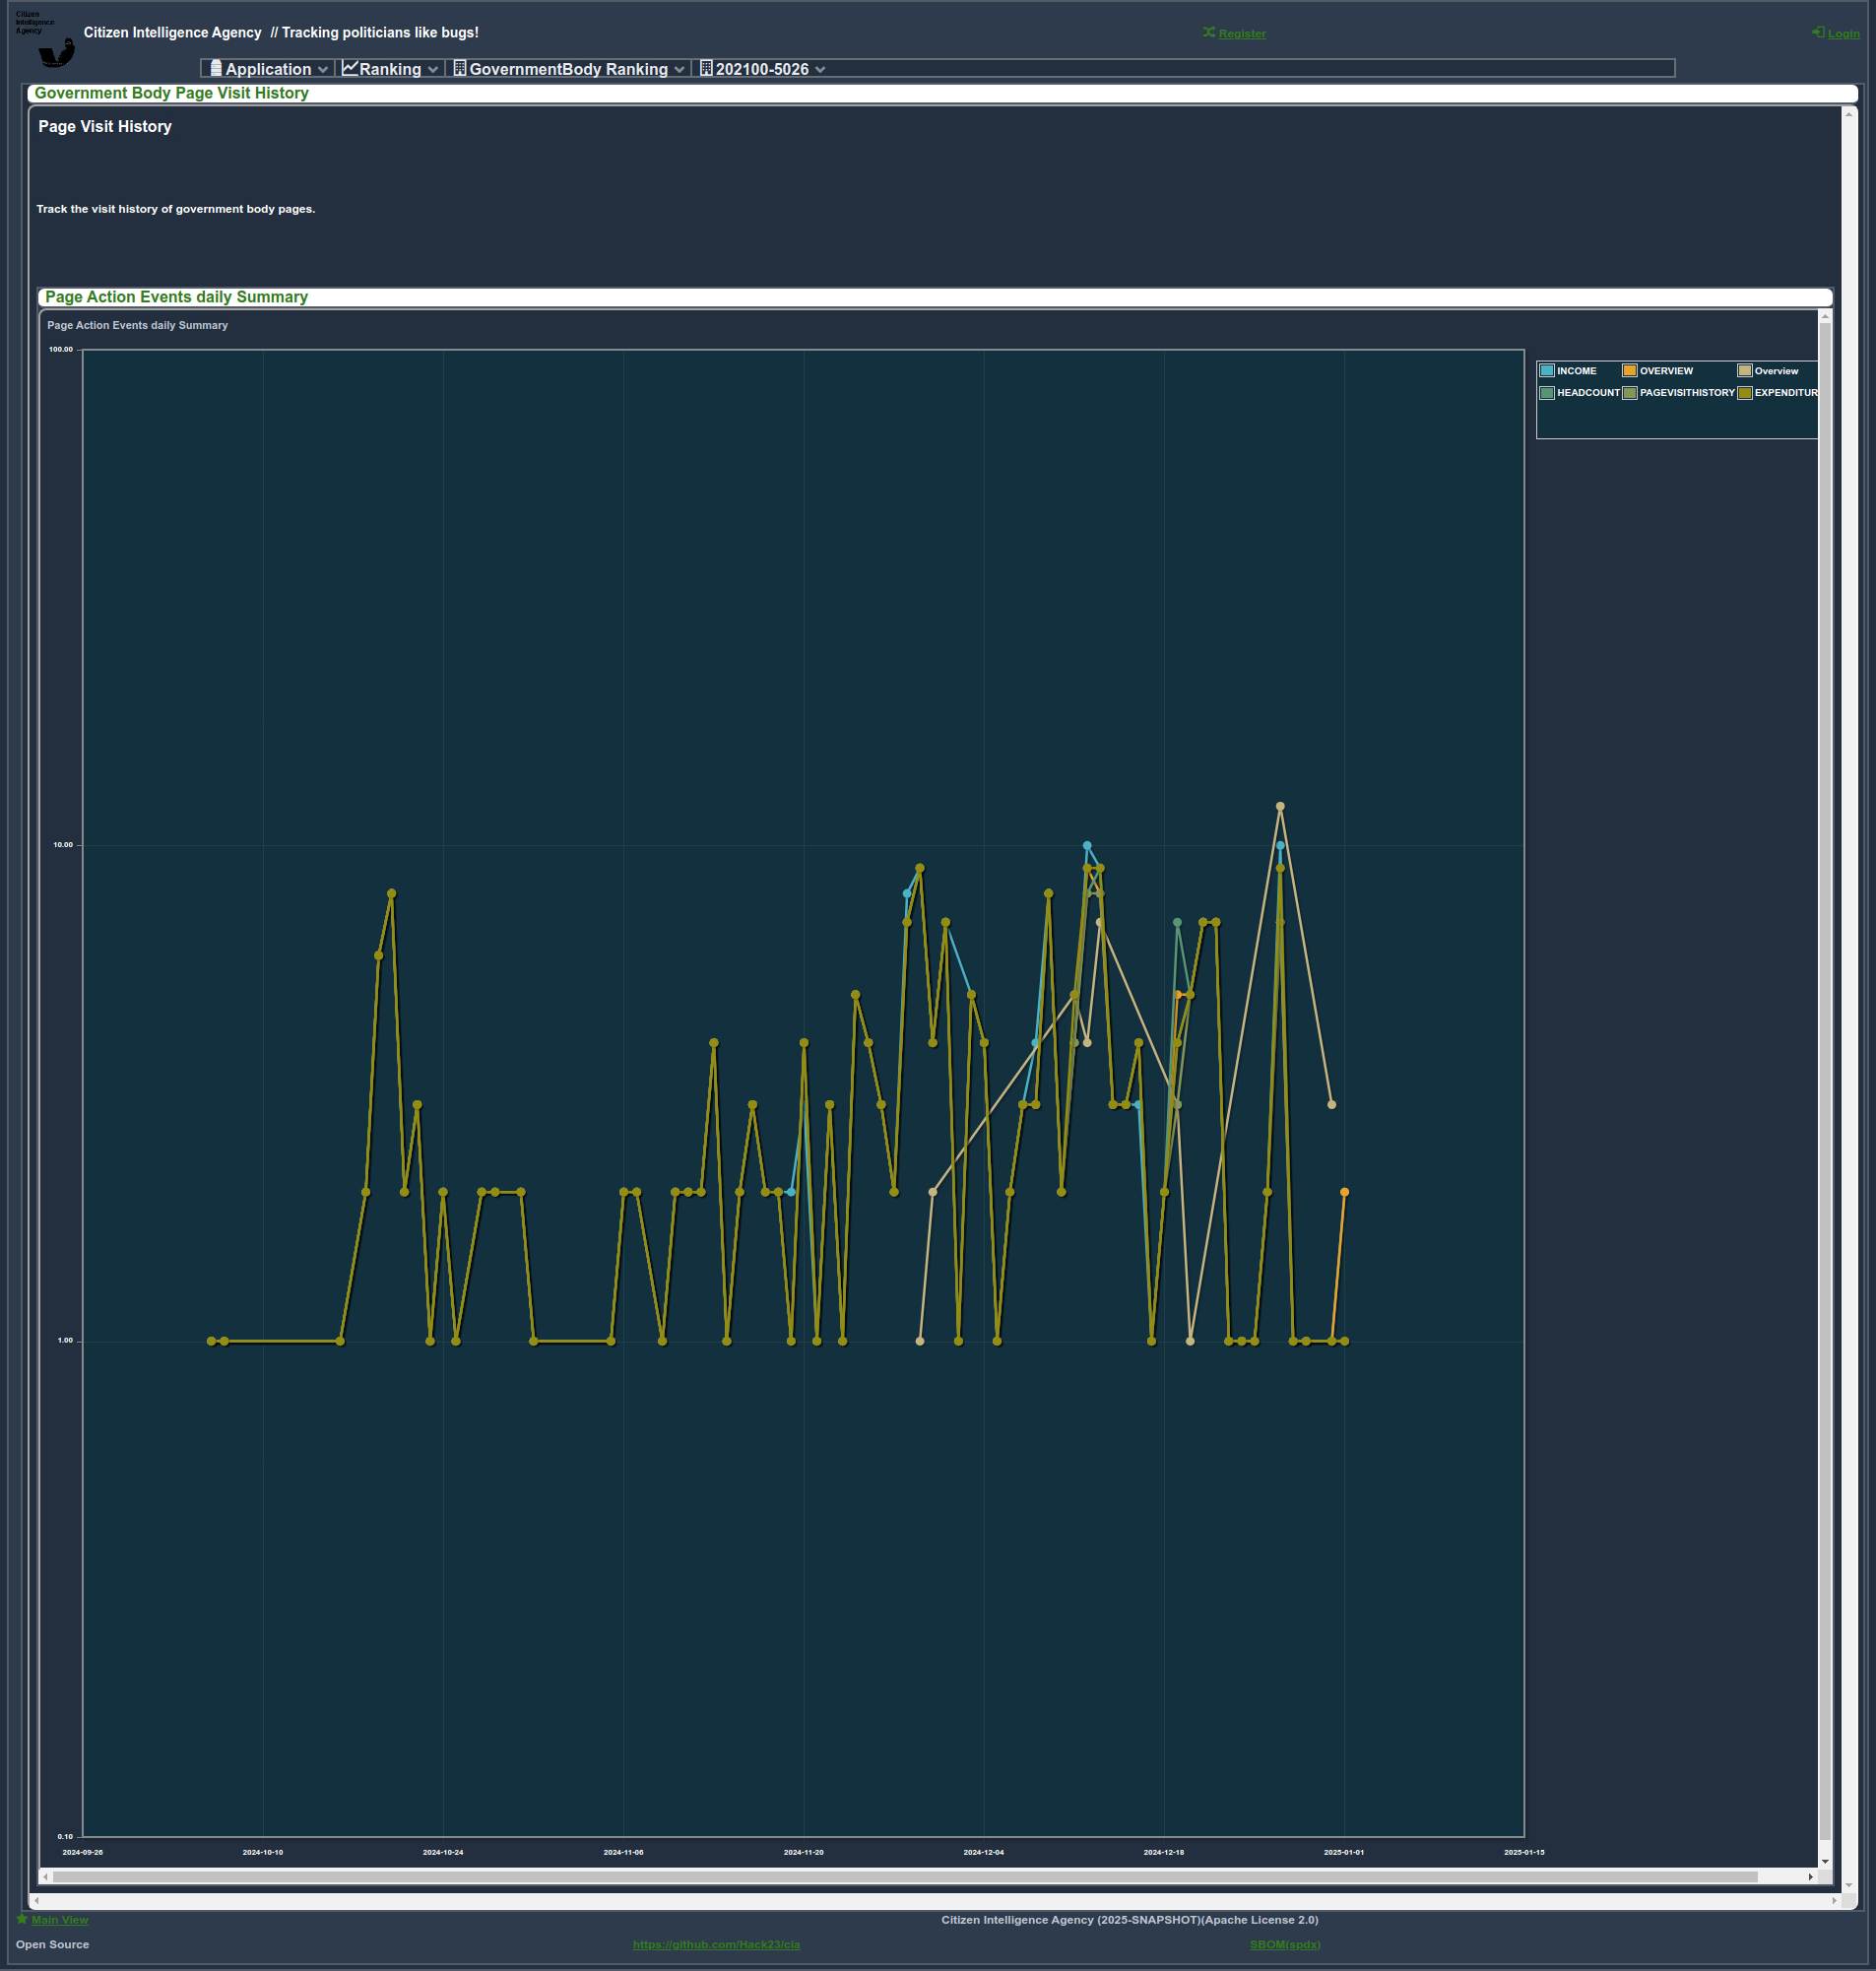 Citizen
Intelligence
Agency
Citizen Intelligence Agency // Tracking politicians like bugs!
Register
Login
Application
Ranking
GovernmentBody Ranking
202100-5026
Government Body Page Visit History
Page Visit History
Track the visit history of government body pages.
Page Action Events daily Summary
Page Action Events daily Summary
INCOME OVERVIEW Overview
HEADCOUNT PAGEVISITHISTORY EXPENDITUR
100.00
10.00
1.00
0.10
2024-09-26 2024-10-10 2024-10-24 2024-11-06 2024-11-20 2024-12-04 2024-12-18 2025-01-01 2025-01-15
Main View
Citizen Intelligence Agency (2025-SNAPSHOT)(Apache License 2.0)
Open Source
https://github.com/Hack23/cia
SBOM(spdx)